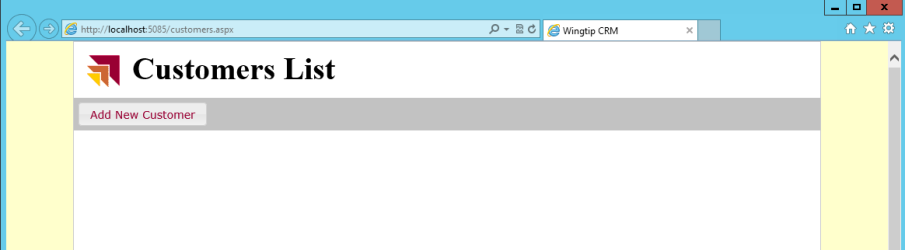 http://localhost:5085/customers.aspx
Wingtip CRM
Customers List
Add New Customer